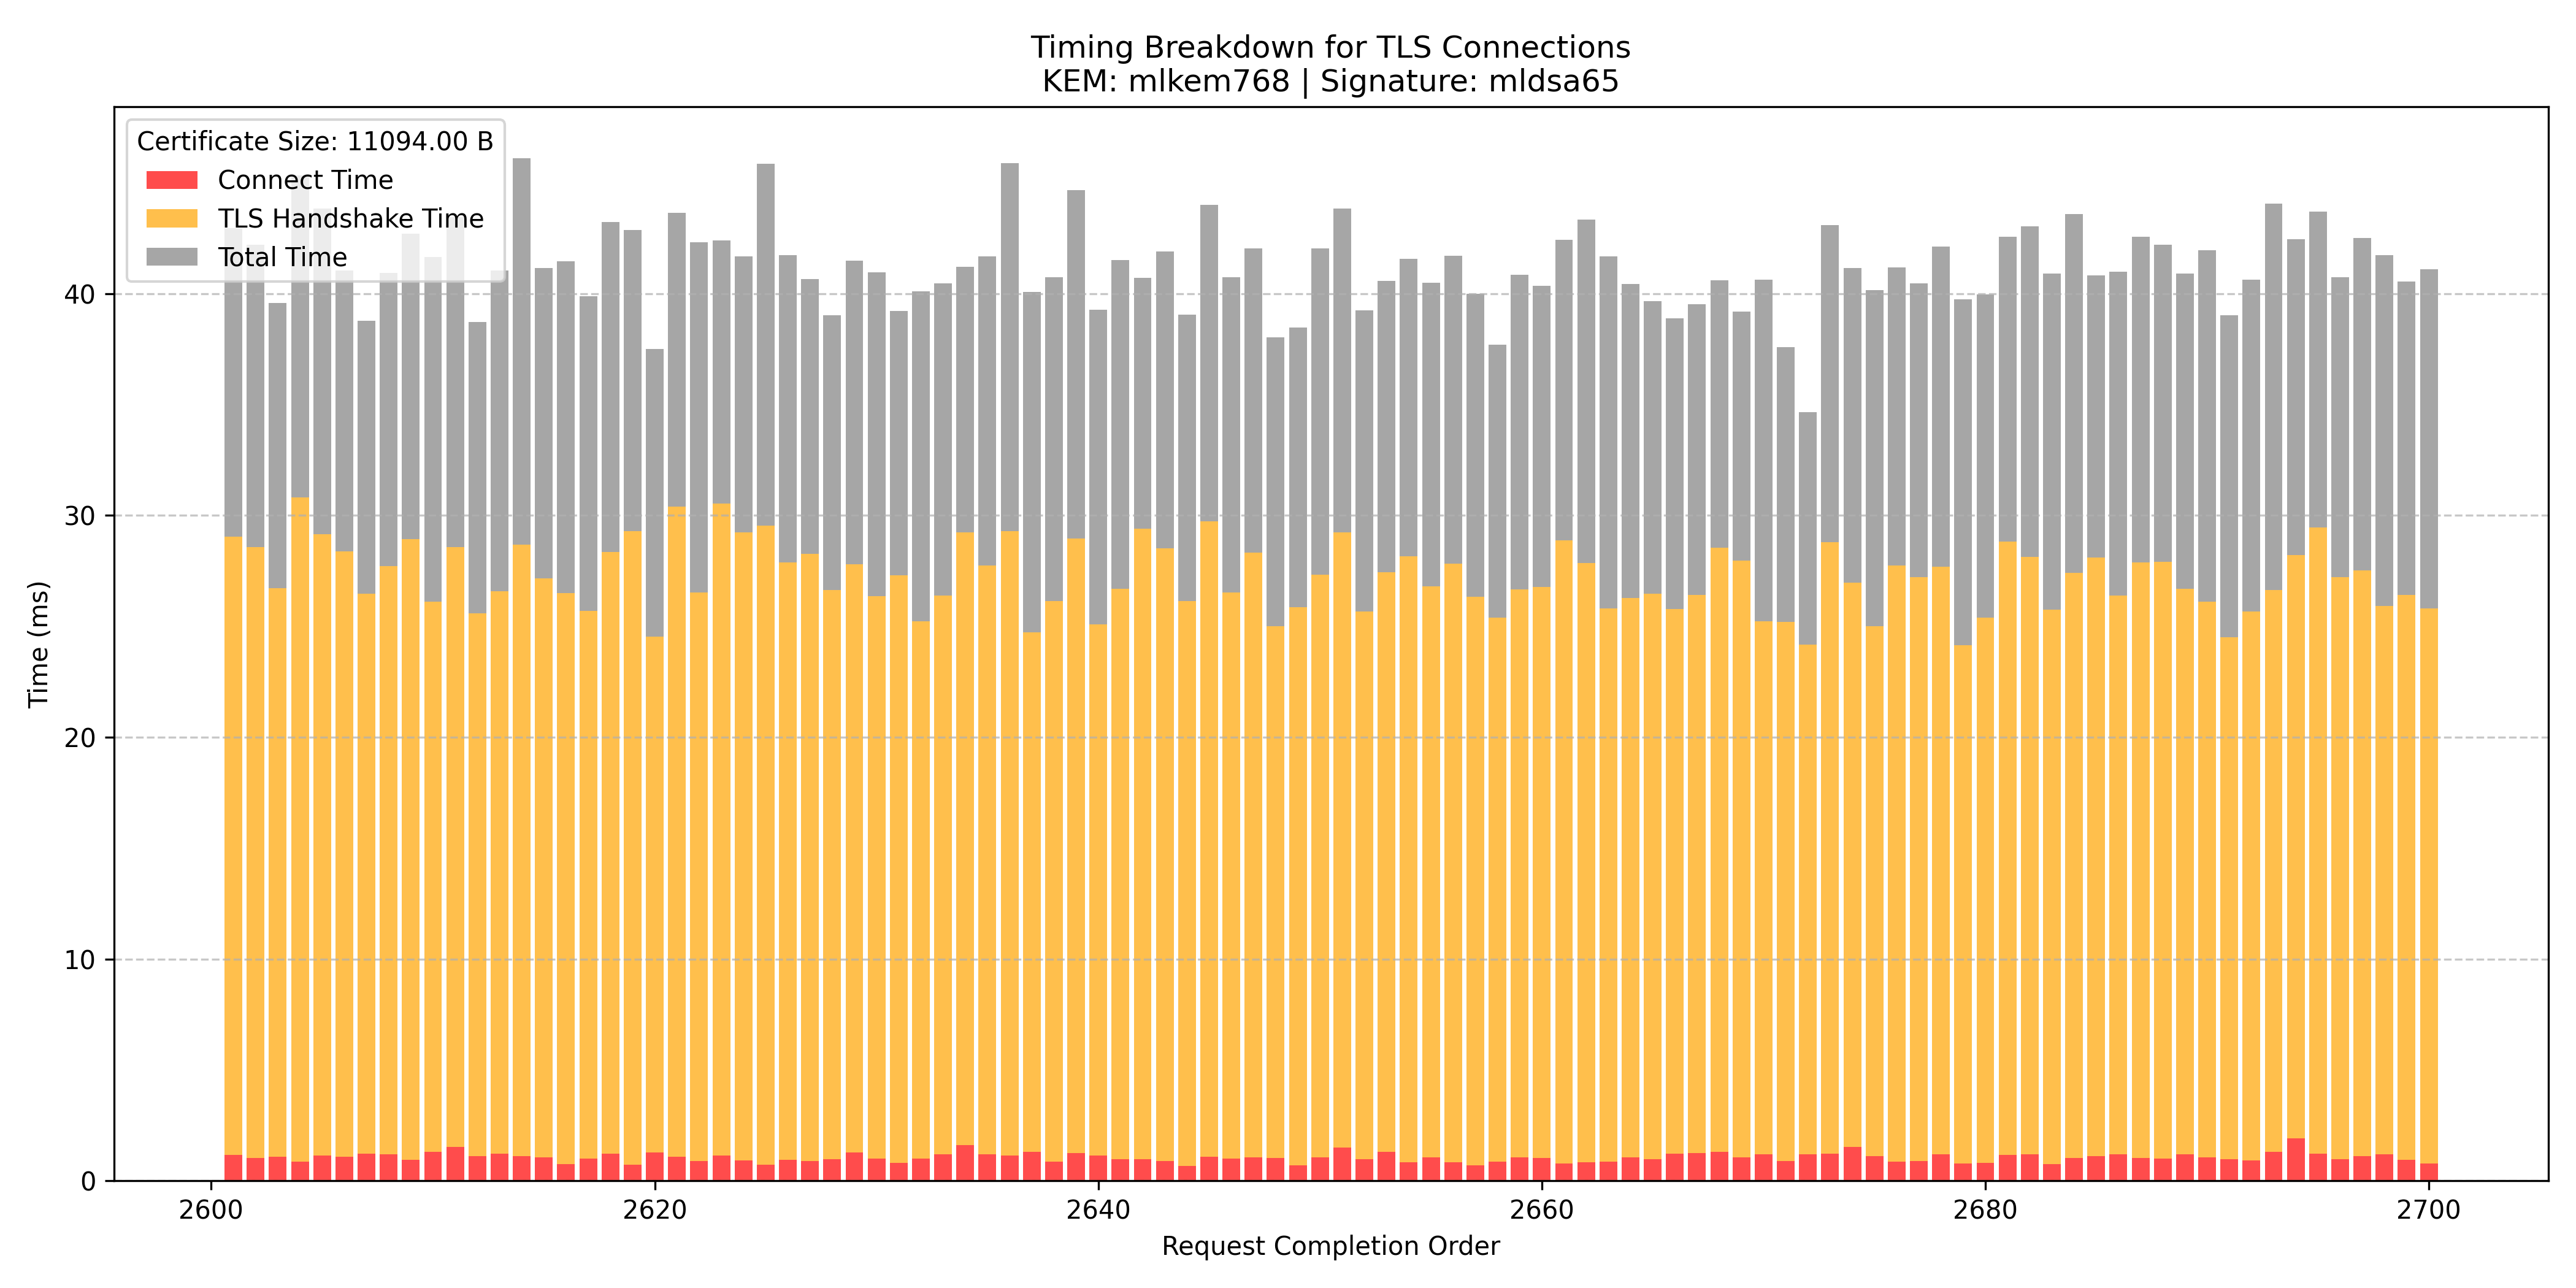 Timing Breakdown for TLS Connections
KEM: mlkem768 | Signature: mldsa65
Certificate Size: 11094.00 B
Connect Time
TLS Handshake Time
Total Time
Time (ms)
40
30
20
10
0
2600 2620 2640 2660 2680 2700
Request Completion Order